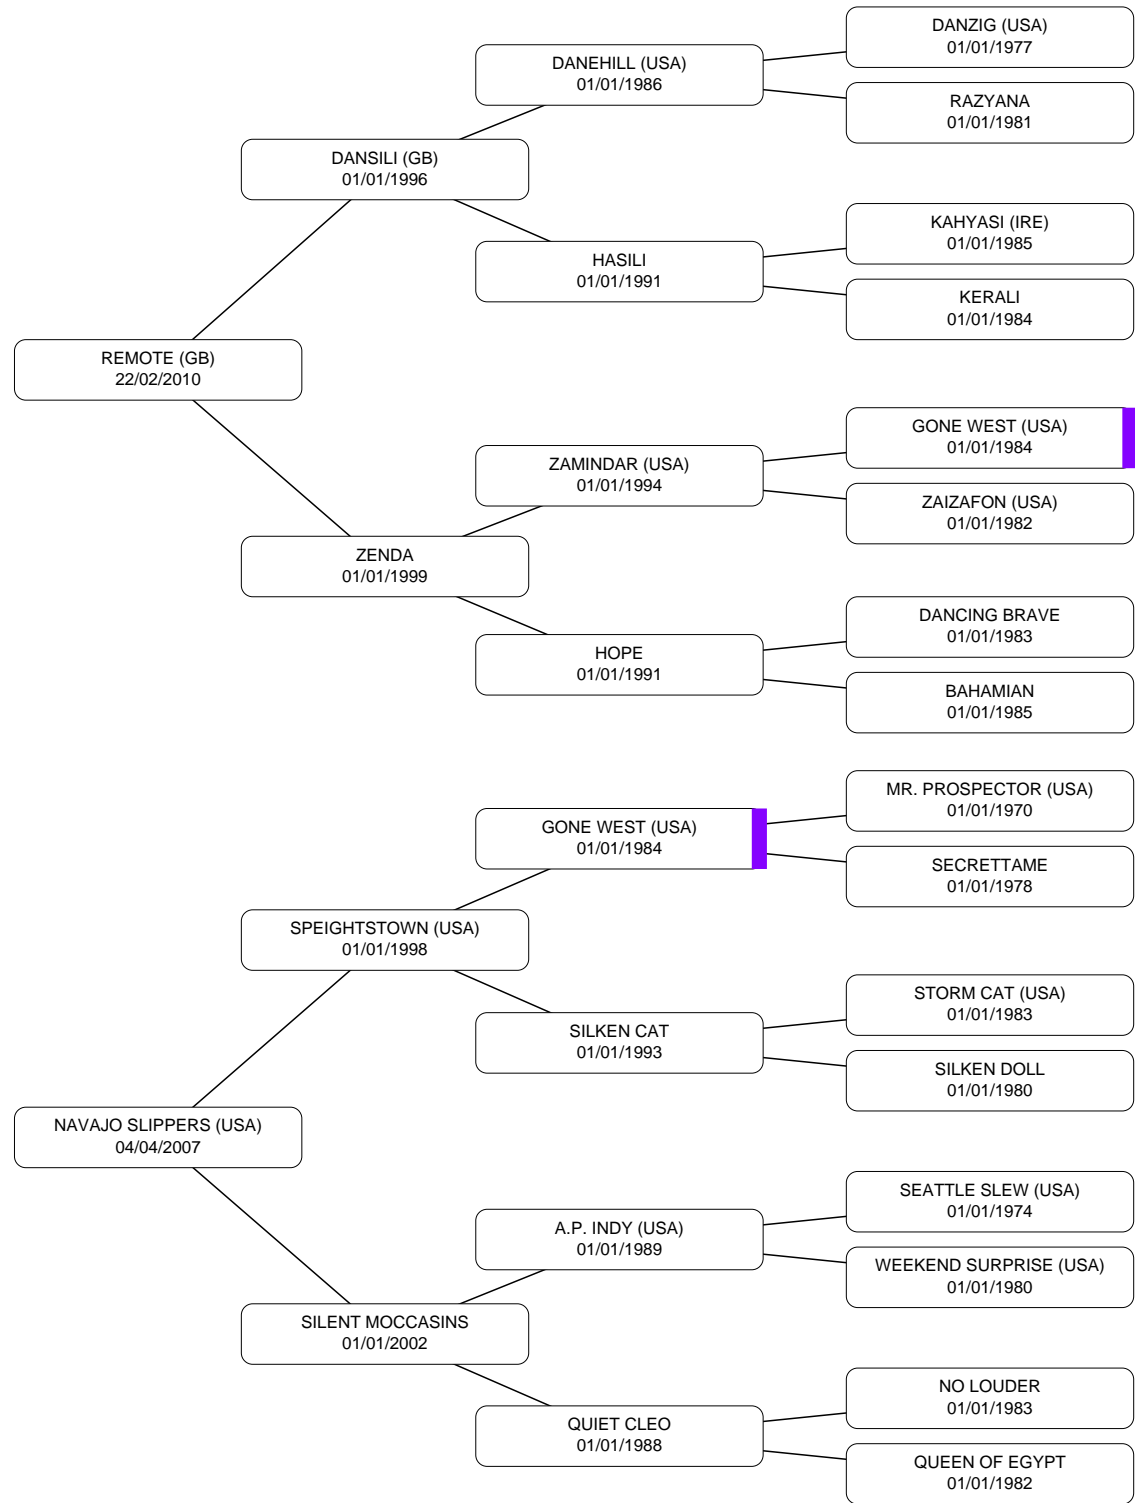 DANZIG (USA)
01/01/1977
DANEHILL (USA)
01/01/1986
RAZYANA
01/01/1981
DANSILI (GB)
01/01/1996
KAHYASI (IRE)
01/01/1985
HASILI
01/01/1991
KERALI
01/01/1984
REMOTE (GB)
22/02/2010
GONE WEST (USA)
01/01/1984
ZAMINDAR (USA)
01/01/1994
ZAIZAFON (USA)
01/01/1982
ZENDA
01/01/1999
DANCING BRAVE
01/01/1983
HOPE
01/01/1991
BAHAMIAN
01/01/1985
MR. PROSPECTOR (USA)
01/01/1970
GONE WEST (USA)
01/01/1984
SECRETTAME
01/01/1978
SPEIGHTSTOWN (USA)
01/01/1998
STORM CAT (USA)
01/01/1983
SILKEN CAT
01/01/1993
SILKEN DOLL
01/01/1980
NAVAJO SLIPPERS (USA)
04/04/2007
SEATTLE SLEW (USA)
01/01/1974
A.P. INDY (USA)
01/01/1989
WEEKEND SURPRISE (USA)
01/01/1980
SILENT MOCCASINS
01/01/2002
NO LOUDER
01/01/1983
QUIET CLEO
01/01/1988
QUEEN OF EGYPT
01/01/1982